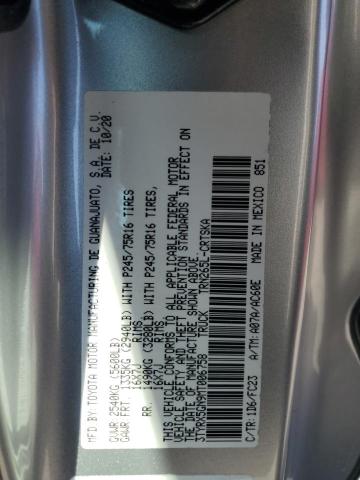 MFD BY: TOYOTA MOTOR MANUFACTURING DE GUANAJUATO, S.A. DE C.V.
DATE: 10/20
GVWR 2540KG (5600LB)
GAWR FRT. 1335KG (2940LB) WITH P245/75R16 TIRES
16X7J RIMS,
RR. 1490KG (3280LB) WITH P245/75R16 TIRES,
16X7J RIMS
THIS VEHICLE CONFORMS TO ALL APPLICABLE FEDERAL MOTOR
VEHICLE SAFETY AND THEFT PREVENTION STANDARDS IN EFFECT ON
THE DATE OF MANUFACTURE SHOWN ABOVE.
3TYRX5GN9MT006758 TRUCK TRN265L-CRTSKA
C/TR:1D6/FC23 A/TM:A07A/AC60E MADE IN MEXICO 851